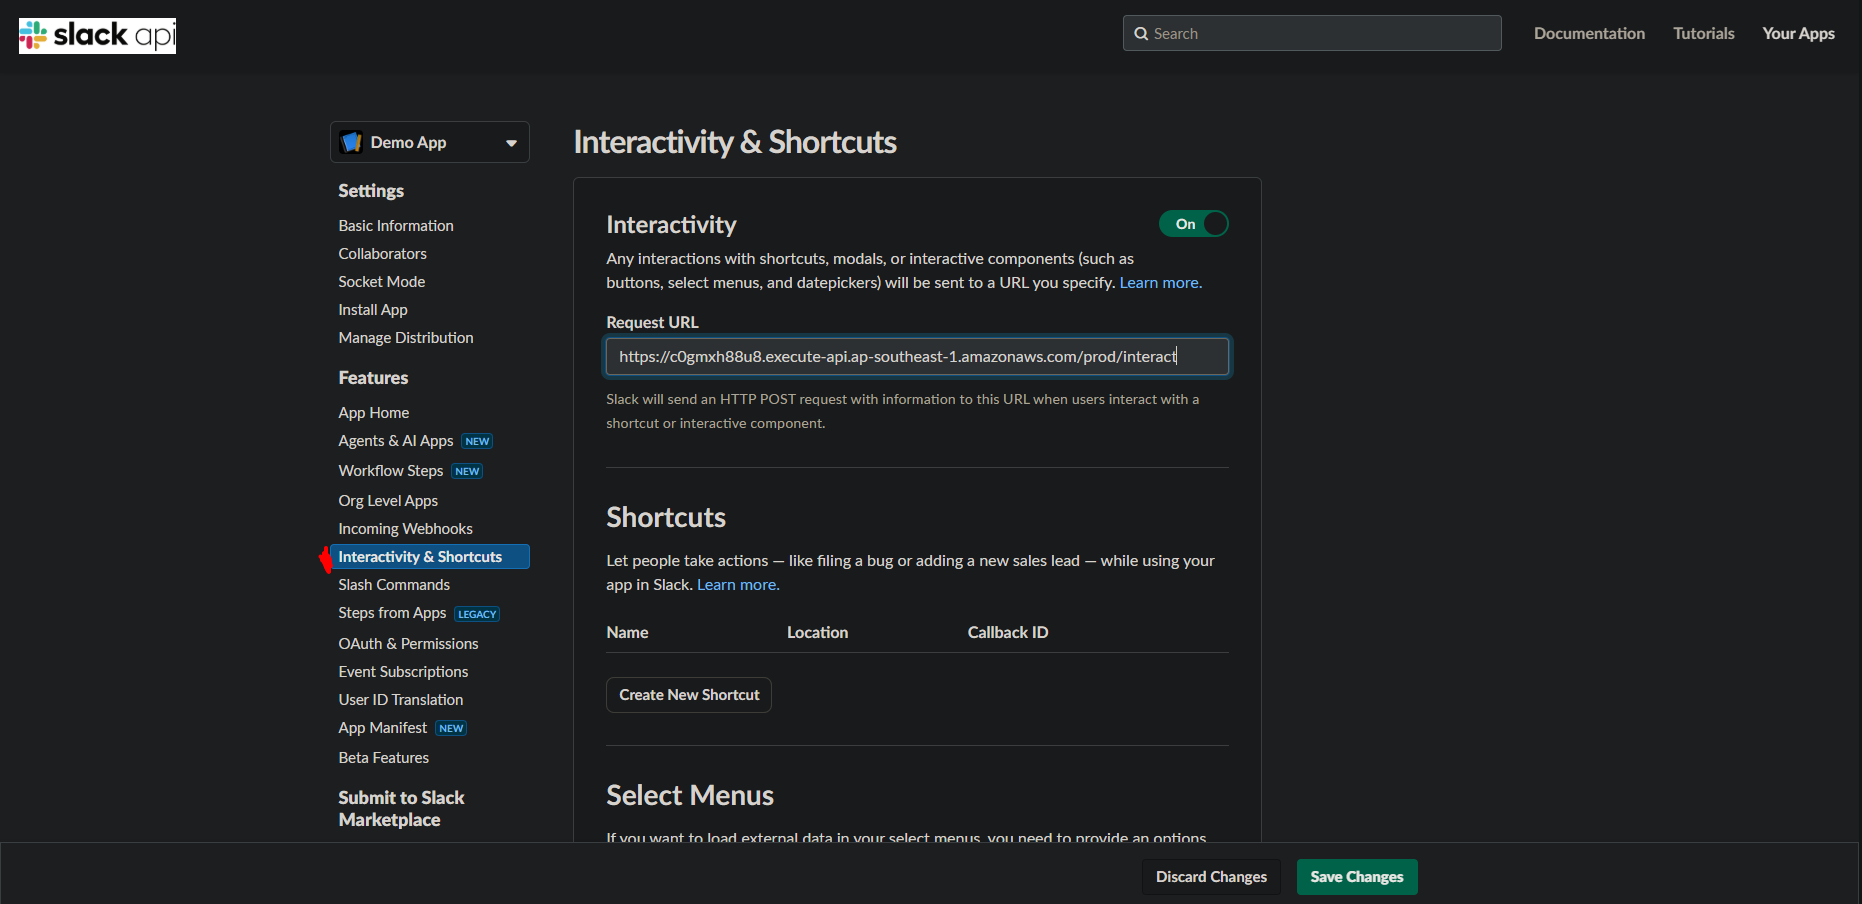 slack api
Search
Documentation
Tutorials
Your Apps
Demo App
Settings
Basic Information
Collaborators
Socket Mode
Install App
Manage Distribution
Features
App Home
Agents & AI Apps NEW
Workflow Steps NEW
Org Level Apps
Incoming Webhooks
Interactivity & Shortcuts
Slash Commands
Steps from Apps LEGACY
OAuth & Permissions
Event Subscriptions
User ID Translation
App Manifest NEW
Beta Features
Submit to Slack
Marketplace
Interactivity & Shortcuts
Interactivity
On
Any interactions with shortcuts, modals, or interactive components (such as
buttons, select menus, and datepickers) will be sent to a URL you specify. Learn more.
Request URL
https://c0gmxh88u8.execute-api.ap-southeast-1.amazonaws.com/prod/interact
Slack will send an HTTP POST request with information to this URL when users interact with a
shortcut or interactive component.
Shortcuts
Let people take actions — like filing a bug or adding a new sales lead — while using your
app in Slack. Learn more.
Name Location Callback ID
Create New Shortcut
Select Menus
If you want to load external data in your select menus, you need to provide an options
Discard Changes
Save Changes